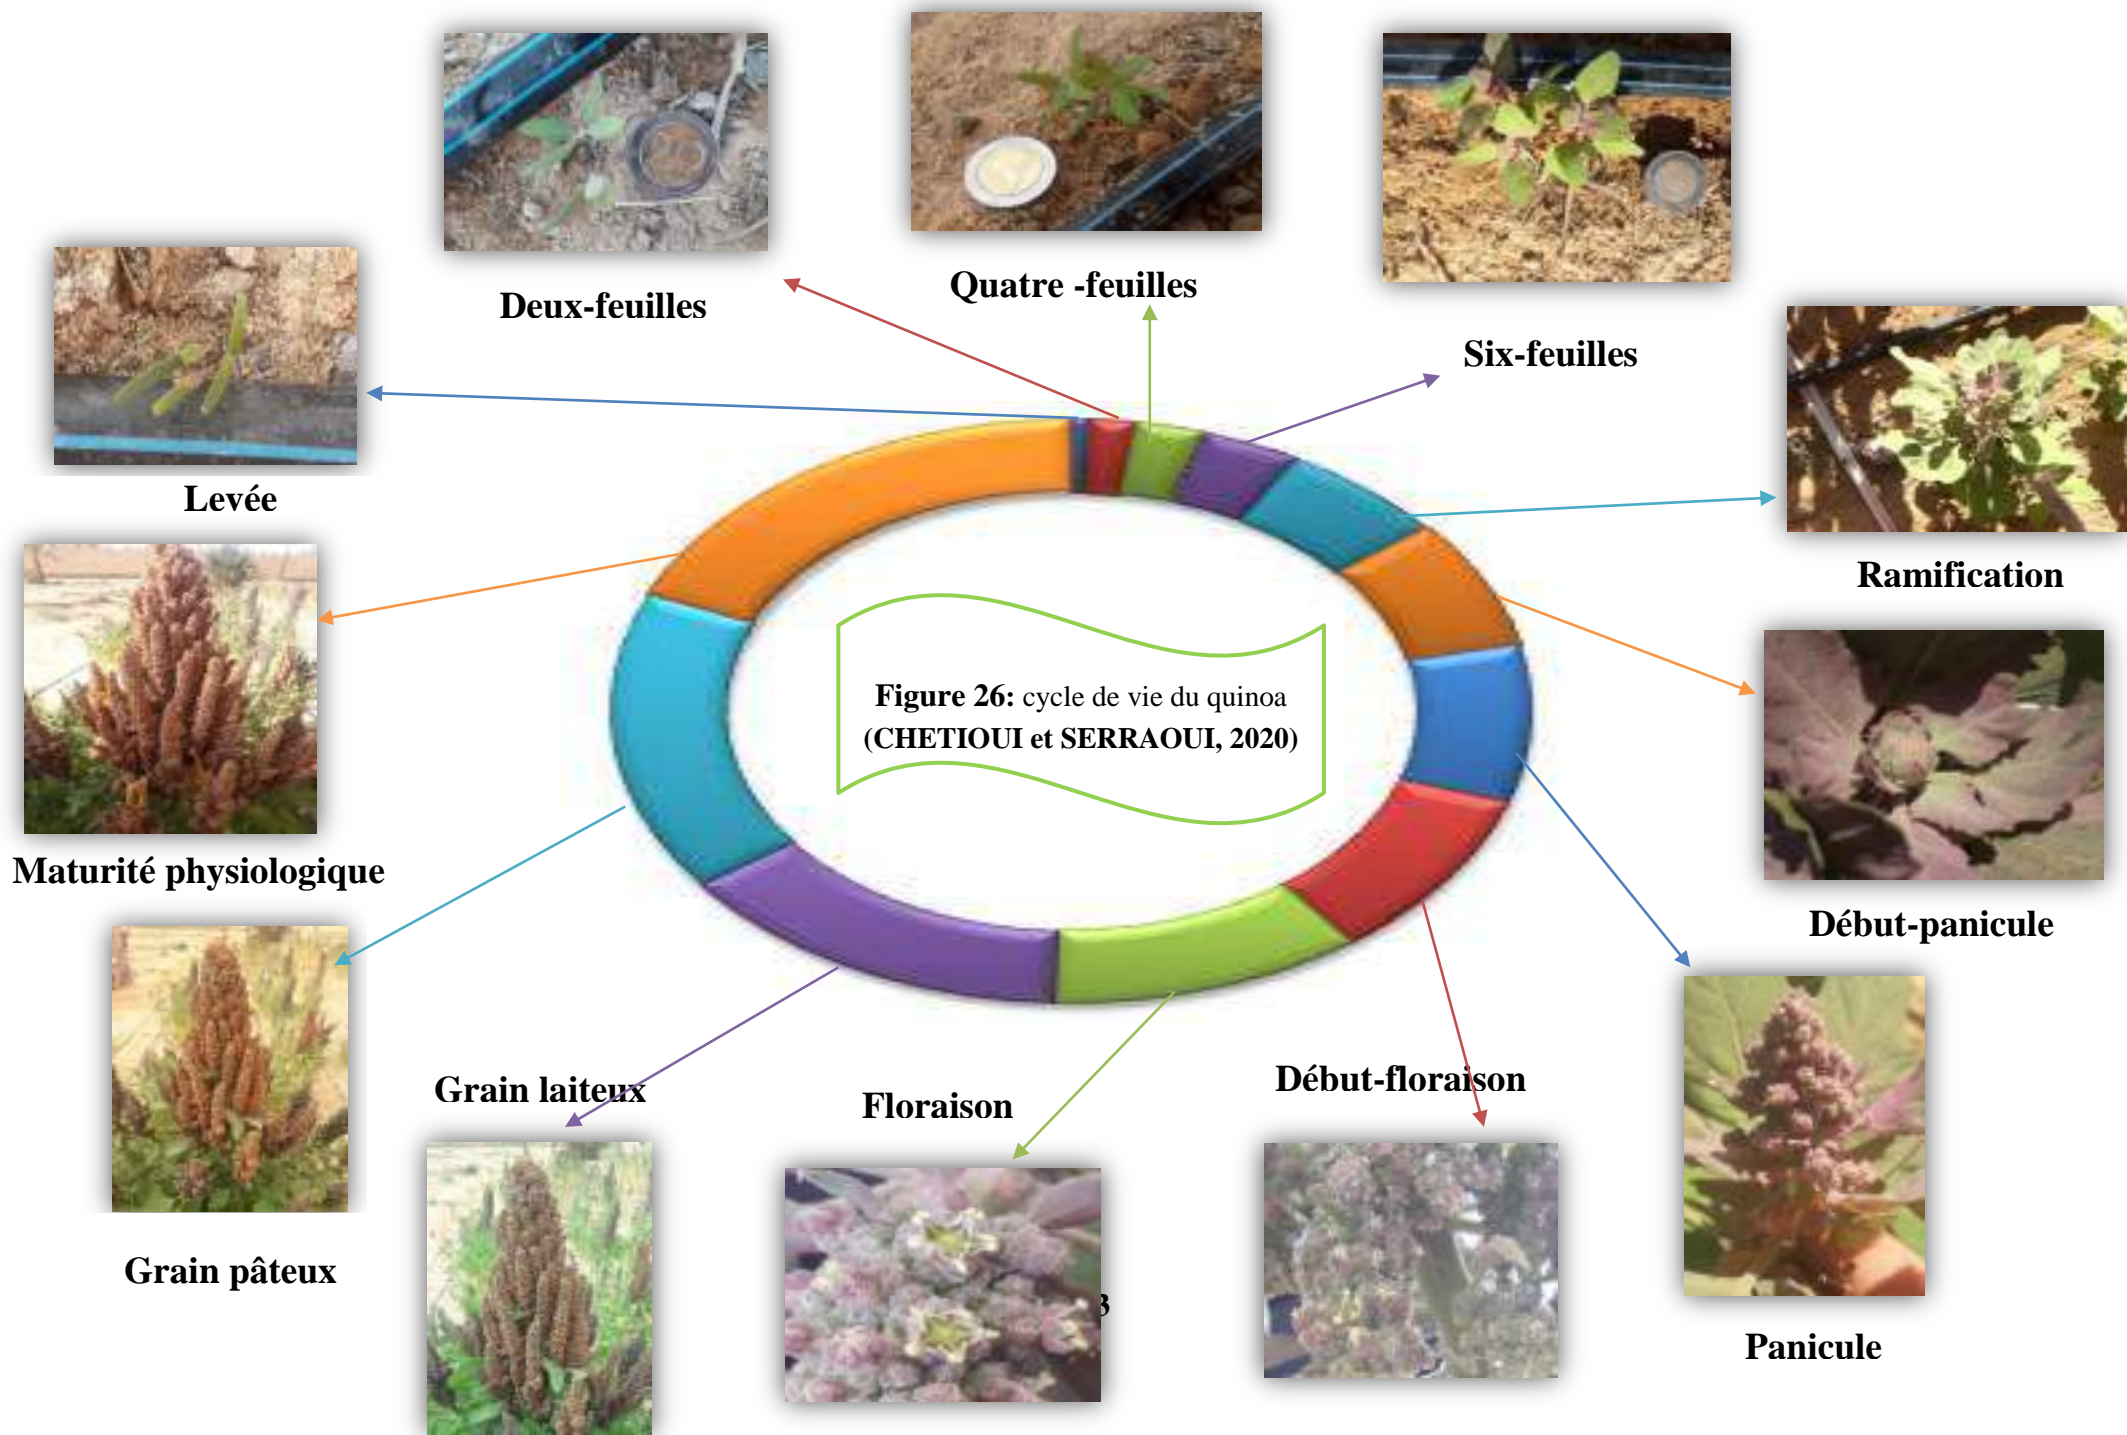 Deux-feuilles
Quatre -feuilles
Six-feuilles
Levée
Ramification
Maturité physiologique
Figure 26: cycle de vie du quinoa
(CHETIOUI et SERRAOUI, 2020)
Début-panicule
Grain laiteux
Floraison
Début-floraison
Grain pâteux
3
Panicule